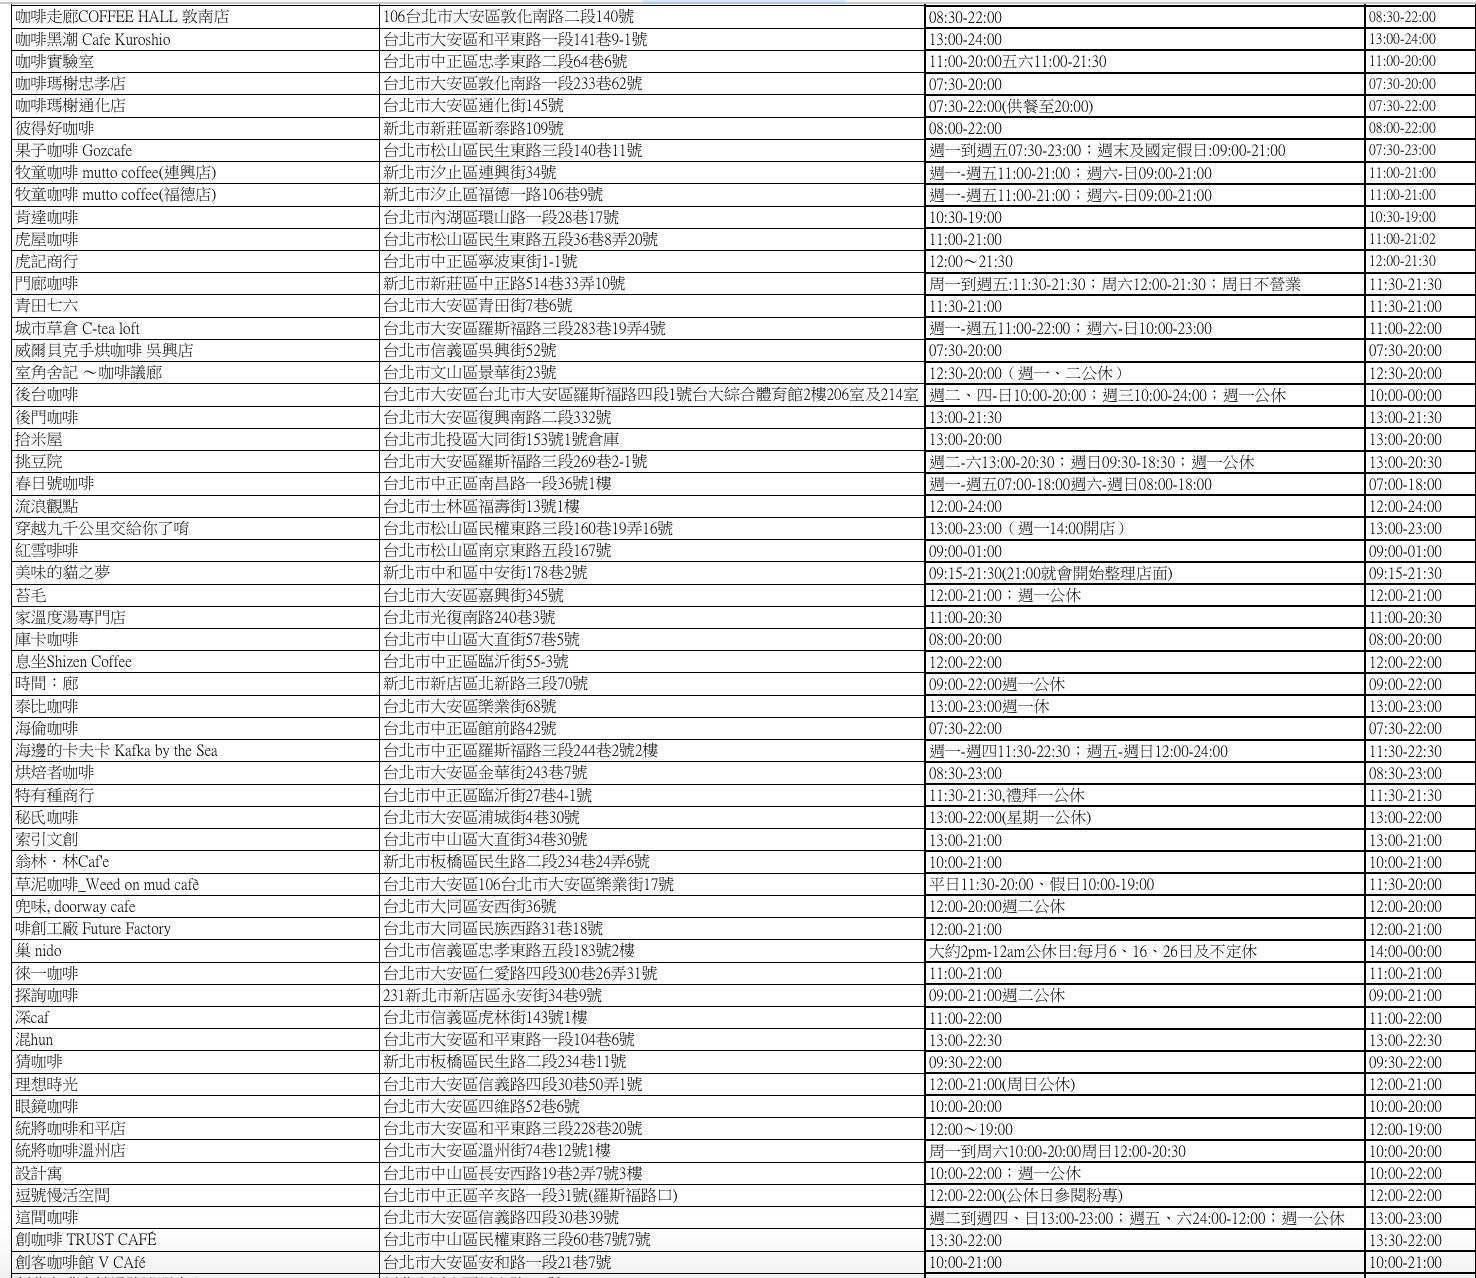 咖啡走廊COFFEE HALL 敦南店 106台北市大安區敦化南路二段140號 08:30-22:00 08:30-22:00
咖啡黑潮 Cafe Kuroshio 台北市大安區和平東路一段141巷9-1號 13:00-24:00 13:00-24:00
咖啡實驗室 台北市中正區忠孝東路二段64巷6號 11:00-20:00五六11:00-21:30 11:00-20:00
咖啡瑪榭忠孝店 台北市大安區敦化南路一段233巷62號 07:30-20:00 07:30-20:00
咖啡瑪榭通化店 台北市大安區通化街145號 07:30-22:00(供餐至20:00) 07:30-22:00
彼得好咖啡 新北市新莊區新泰路109號 08:00-22:00 08:00-22:00
果子咖啡 Gozcafe 台北市松山區民生東路三段140巷11號 週一到週五07:30-23:00；週末及國定假日:09:00-21:00 07:30-23:00
牧童咖啡 mutto coffee(連興店) 新北市汐止區連興街34號 週一-週五11:00-21:00；週六-日09:00-21:00 11:00-21:00
牧童咖啡 mutto coffee(福德店) 新北市汐止區福德一路106巷9號 週一-週五11:00-21:00；週六-日09:00-21:00 11:00-21:00
肯達咖啡 台北市內湖區環山路一段28巷17號 10:30-19:00 10:30-19:00
虎屋咖啡 台北市松山區民生東路五段36巷8弄20號 11:00-21:00 11:00-21:02
虎記商行 台北市中正區寧波東街1-1號 12:00～21:30 12:00-21:30
門廊咖啡 新北市新莊區中正路514巷33弄10號 周一到週五:11:30-21:30；周六12:00-21:30；周日不營業 11:30-21:30
青田七六 台北市大安區青田街7巷6號 11:30-21:00 11:30-21:00
城市草倉 C-tea loft 台北市大安區羅斯福路三段283巷19弄4號 週一-週五11:00-22:00；週六-日10:00-23:00 11:00-22:00
威爾貝克手烘咖啡 吳興店 台北市信義區吳興街52號 07:30-20:00 07:30-20:00
室角舍記 ～咖啡議廊 台北市文山區景華街23號 12:30-20:00（週一、二公休） 12:30-20:00
後台咖啡 台北市大安區台北市大安區羅斯福路四段1號台大綜合體育館2樓206室及214室 週二、四-日10:00-20:00；週三10:00-24:00；週一公休 10:00-00:00
後門咖啡 台北市大安區復興南路二段332號 13:00-21:30 13:00-21:30
拾米屋 台北市北投區大同街153號1號倉庫 13:00-20:00 13:00-20:00
挑豆院 台北市大安區羅斯福路三段269巷2-1號 週二-六13:00-20:30；週日09:30-18:30；週一公休 13:00-20:30
春日號咖啡 台北市中正區南昌路一段36號1樓 週一-週五07:00-18:00週六-週日08:00-18:00 07:00-18:00
流浪觀點 台北市士林區福壽街13號1樓 12:00-24:00 12:00-24:00
穿越九千公里交給你了唷 台北市松山區民權東路三段160巷19弄16號 13:00-23:00（週一14:00開店） 13:00-23:00
紅雪啡啡 台北市松山區南京東路五段167號 09:00-01:00 09:00-01:00
美味的貓之夢 新北市中和區中安街178巷2號 09:15-21:30(21:00就會開始整理店面) 09:15-21:30
苔毛 台北市大安區嘉興街345號 12:00-21:00；週一公休 12:00-21:00
家溫度湯專門店 台北市光復南路240巷3號 11:00-20:30 11:00-20:30
庫卡咖啡 台北市中山區大直街57巷5號 08:00-20:00 08:00-20:00
息坐Shizen Coffee 台北市中正區臨沂街55-3號 12:00-22:00 12:00-22:00
時間：廊 新北市新店區北新路三段70號 09:00-22:00週一公休 09:00-22:00
泰比咖啡 台北市大安區樂業街68號 13:00-23:00週一休 13:00-23:00
海倫咖啡 台北市中正區館前路42號 07:30-22:00 07:30-22:00
海邊的卡夫卡 Kafka by the Sea 台北市中正區羅斯福路三段244巷2號2樓 週一-週四11:30-22:30；週五-週日12:00-24:00 11:30-22:30
烘焙者咖啡 台北市大安區金華街243巷7號 08:30-23:00 08:30-23:00
特有種商行 台北市中正區臨沂街27巷4-1號 11:30-21:30,禮拜一公休 11:30-21:30
秘氏咖啡 台北市大安區浦城街4巷30號 13:00-22:00(星期一公休) 13:00-22:00
索引文創 台北市中山區大直街34巷30號 13:00-21:00 13:00-21:00
翁林・林Caf'e 新北市板橋區民生路二段234巷24弄6號 10:00-21:00 10:00-21:00
草泥咖啡_Weed on mud cafè 台北市大安區106台北市大安區樂業街17號 平日11:30-20:00、假日10:00-19:00 11:30-20:00
兜味, doorway cafe 台北市大同區安西街36號 12:00-20:00週二公休 12:00-20:00
啡創工廠 Future Factory 台北市大同區民族西路31巷18號 12:00-21:00 12:00-21:00
巢 nido 台北市信義區忠孝東路五段183號2樓 大約2pm-12am公休日:每月6、16、26日及不定休 14:00-00:00
徠一咖啡 台北市大安區仁愛路四段300巷26弄31號 11:00-21:00 11:00-21:00
探詢咖啡 231新北市新店區永安街34巷9號 09:00-21:00週二公休 09:00-21:00
深caf 台北市信義區虎林街143號1樓 11:00-22:00 11:00-22:00
混hun 台北市大安區和平東路一段104巷6號 13:00-22:30 13:00-22:30
猜咖啡 新北市板橋區民生路二段234巷11號 09:30-22:00 09:30-22:00
理想時光 台北市大安區信義路四段30巷50弄1號 12:00-21:00(周日公休) 12:00-21:00
眼鏡咖啡 台北市大安區四維路52巷6號 10:00-20:00 10:00-20:00
統將咖啡和平店 台北市大安區和平東路三段228巷20號 12:00～19:00 12:00-19:00
統將咖啡溫州店 台北市大安區溫州街74巷12號1樓 周一到周六10:00-20:00周日12:00-20:30 10:00-20:00
設計寓 台北市中山區長安西路19巷2弄7號3樓 10:00-22:00；週一公休 10:00-22:00
逗號慢活空間 台北市中正區辛亥路一段31號(羅斯福路口) 12:00-22:00(公休日參閱粉專) 12:00-22:00
這間咖啡 台北市大安區信義路四段30巷39號 週二到週四、日13:00-23:00；週五、六24:00-12:00；週一公休 13:00-23:00
創咖啡 TRUST CAFÉ 台北市中山區民權東路三段60巷7號7號 13:30-22:00 13:30-22:00
創客咖啡館 V CAfé 台北市大安區安和路一段21巷7號 10:00-21:00 10:00-21:00